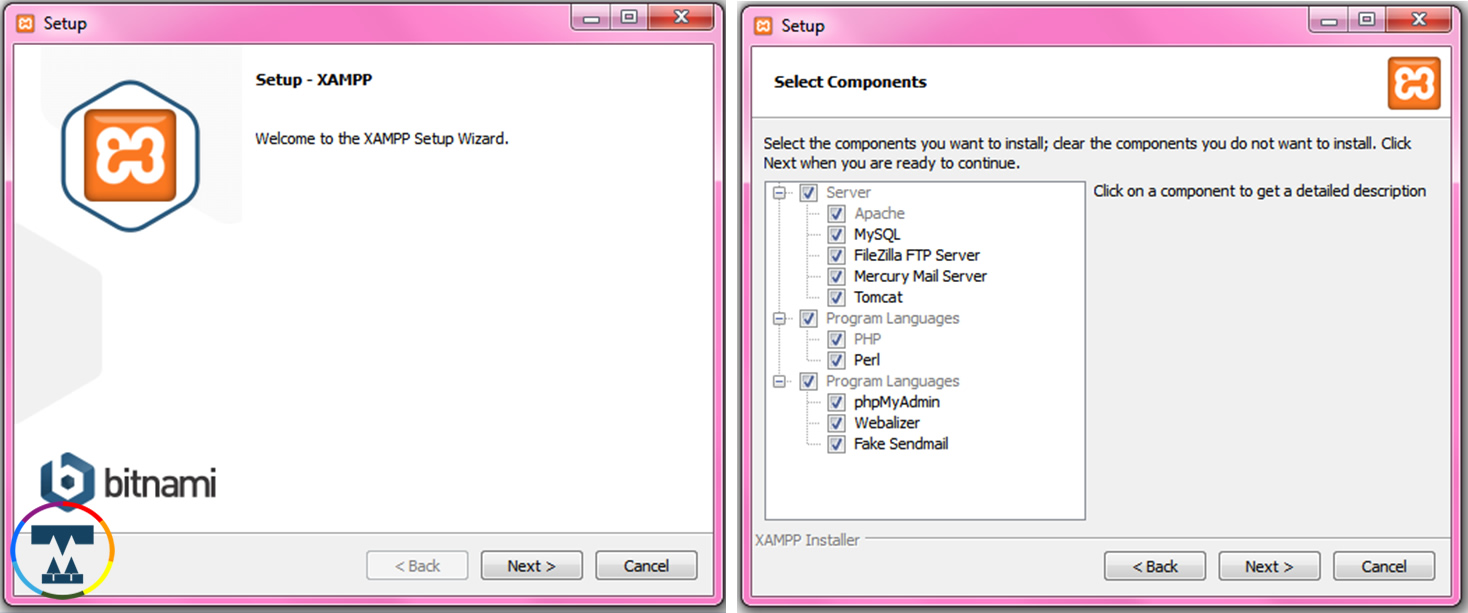 Setup
Setup - XAMPP
Welcome to the XAMPP Setup Wizard.
bitnami
< Back
Next >
Cancel
Setup
Select Components
Select the components you want to install; clear the components you do not want to install. Click
Next when you are ready to continue.
Server
Apache
MySQL
FileZilla FTP Server
Mercury Mail Server
Tomcat
Program Languages
PHP
Perl
Program Languages
phpMyAdmin
Webalizer
Fake Sendmail
Click on a component to get a detailed description
XAMPP Installer
< Back
Next >
Cancel